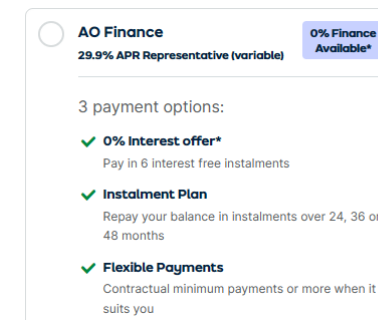 AO Finance
0% Finance
Available*
29.9% APR Representative (variable)
3 payment options:
0% Interest offer*
Pay in 6 interest free instalments
Instalment Plan
Repay your balance in instalments over 24, 36 or
48 months
Flexible Payments
Contractual minimum payments or more when it
suits you